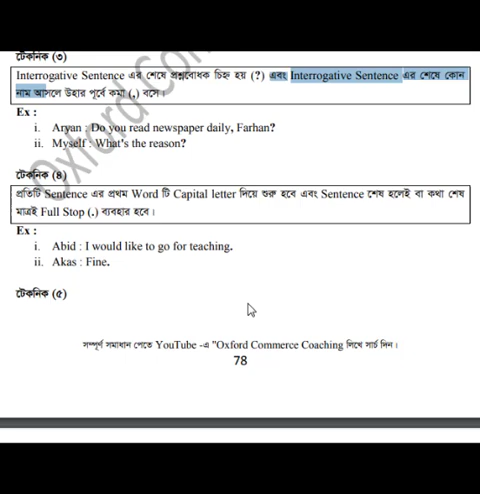 টেকনিক (৩)
Interrogative Sentence এর শেষে প্রশ্নবোধক চিহ্ন হয় (?) এবং Interrogative Sentence এর শেষে কোন
নাম আসলে উহার পূর্বে কমা (,) বসে।
Ex :
i. Aryan : Do you read newspaper daily, Farhan?
ii. Myself : What's the reason?
টেকনিক (৪)
প্রতিটি Sentence এর প্রথম Word টি Capital letter দিয়ে শুরু হবে এবং Sentence শেষ হলেই বা কথা শেষ
মাত্রই Full Stop (.) ব্যবহার হবে।
Ex :
i. Abid : I would like to go for teaching.
ii. Akas : Fine.
টেকনিক (৫)
সম্পূর্ণ সমাধান পেতে YouTube -এ "Oxford Commerce Coaching লিখে সার্চ দিন।
78